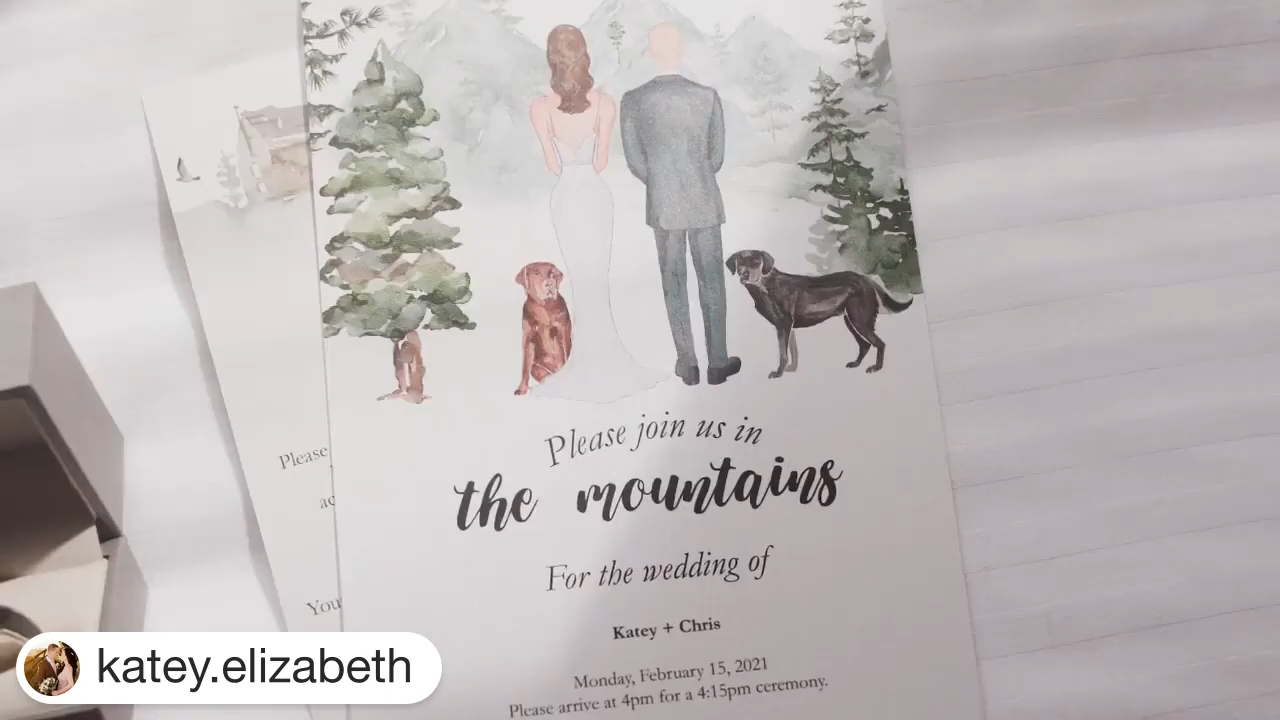 Please join us in
the mountains
For the wedding of
Katey + Chris
Monday, February 15, 2021
Please arrive at 4pm for a 4:15pm ceremony.
Please
ac
You
katey.elizabeth